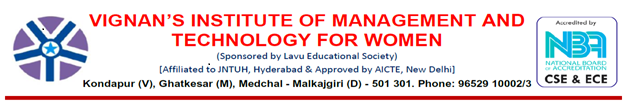 VIGNAN'S INSTITUTE OF MANAGEMENT AND
TECHNOLOGY FOR WOMEN
(Sponsored by Lavu Educational Society)
[Affiliated to JNTUH, Hyderabad & Approved by AICTE, New Delhi]
Kondapur (V), Ghatkesar (M), Medchal - Malkajgiri (D) - 501 301. Phone: 96529 10002/3
Accredited by
NBA
NATIONAL BOARD
of ACCREDITATION
CSE & ECE